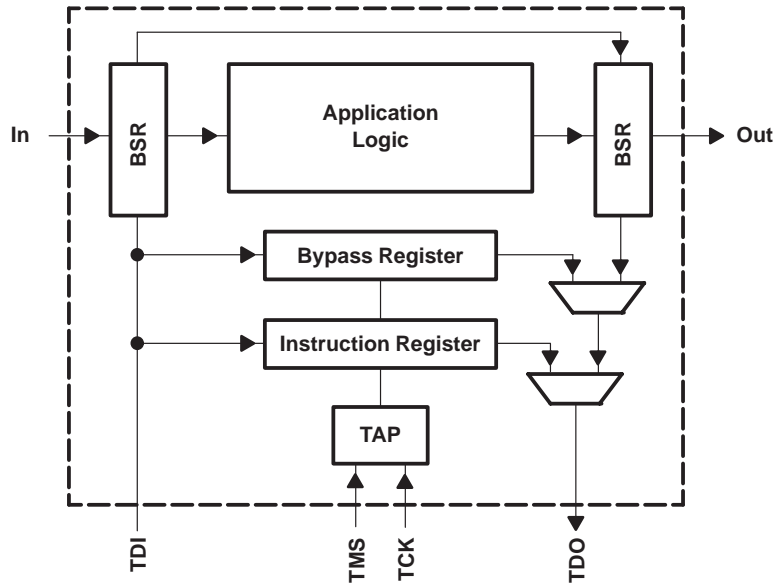 In
BSR
Application
Logic
BSR
Out
Bypass Register
Instruction Register
TAP
TDI
TMS
TCK
TDO